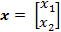 x = [x₁
x₂]